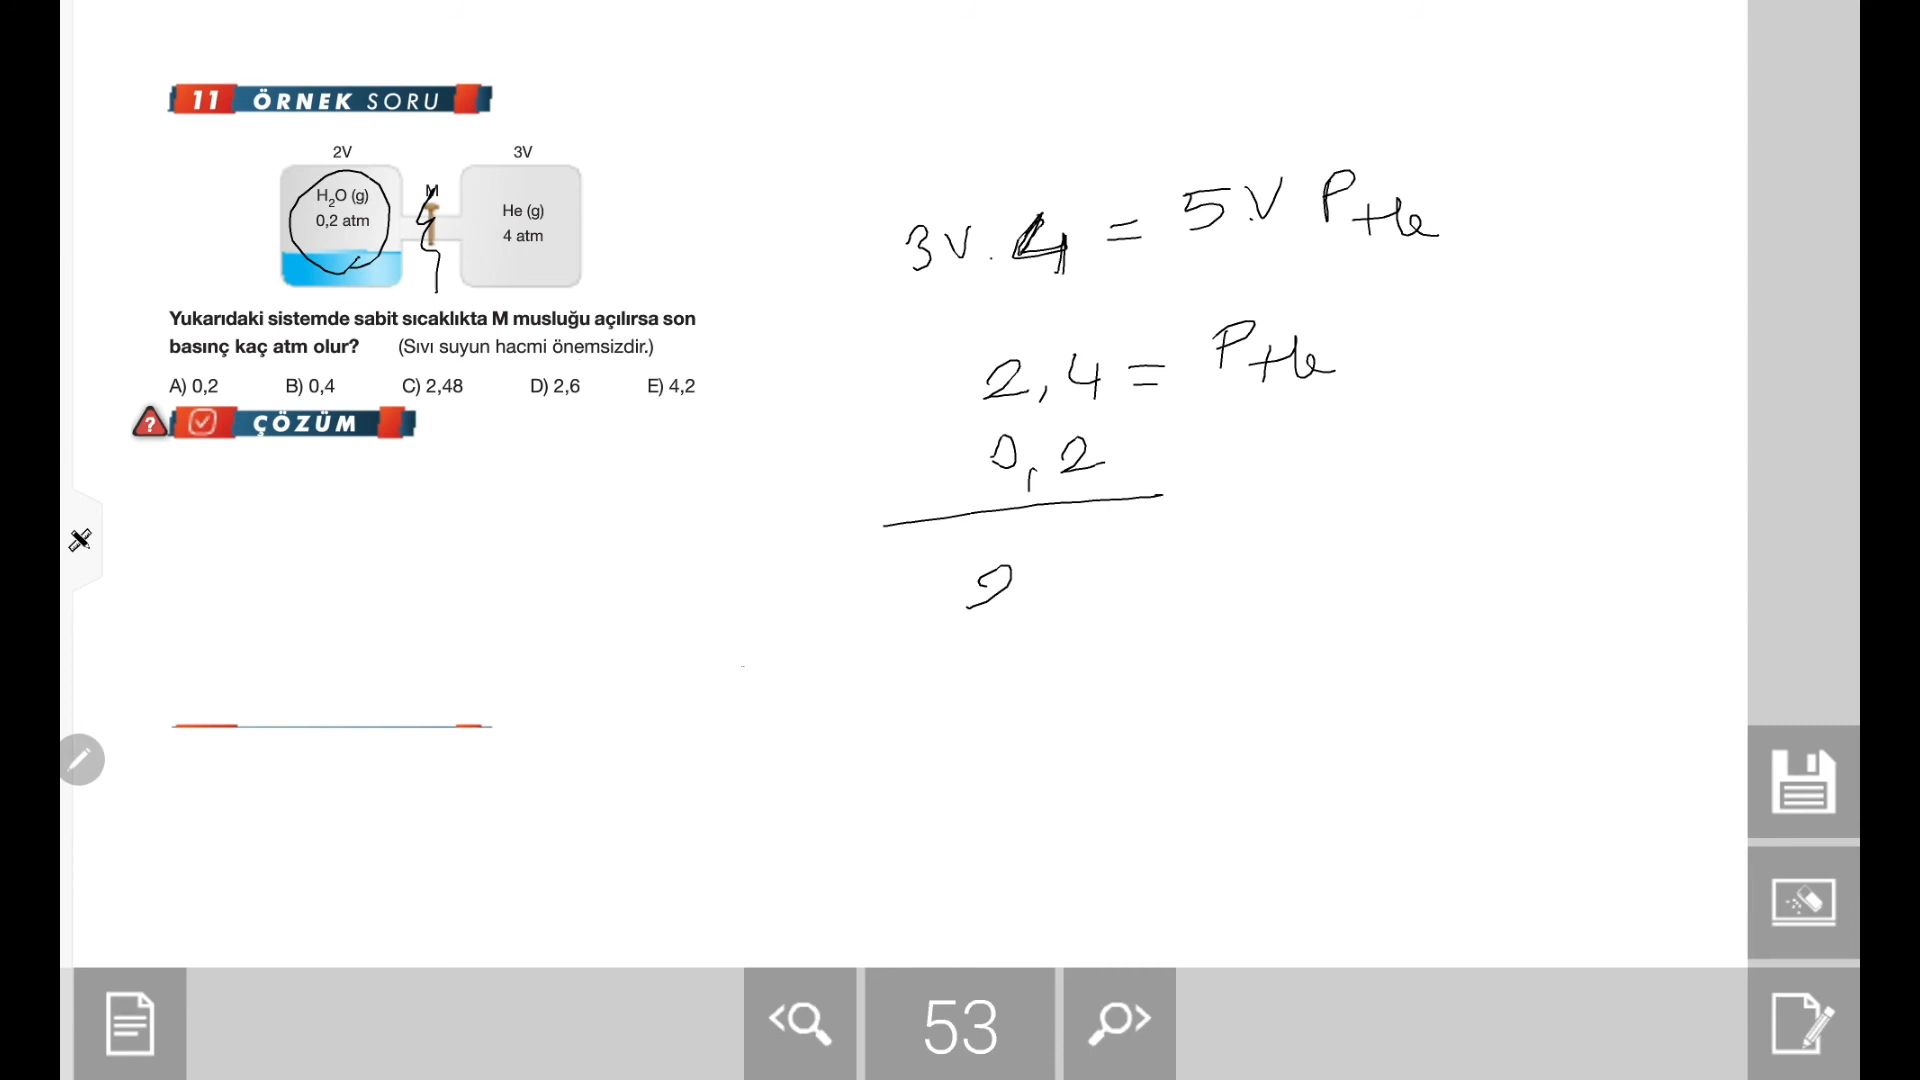 11 ÖRNEK SORU
2V 3V
H₂O (g)
0,2 atm
M
He (g)
4 atm
Yukarıdaki sistemde sabit sıcaklıkta M musluğu açılırsa son
basınç kaç atm olur? (Sıvı suyun hacmi önemsizdir.)
A) 0,2 B) 0,4 C) 2,48 D) 2,6 E) 4,2
? ÇÖZÜM
3V . 4 = 5.V PHe
2,4 = PHe
0,2
53